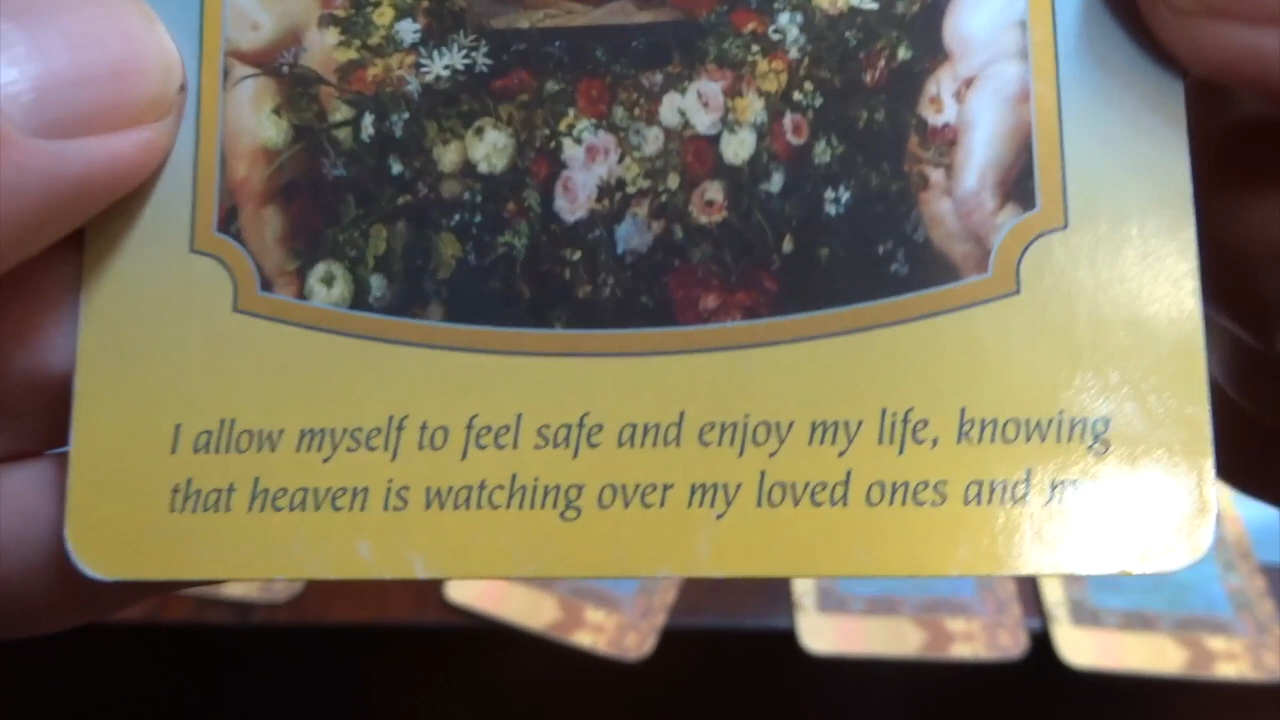 I allow myself to feel safe and enjoy my life, knowing
that heaven is watching over my loved ones and